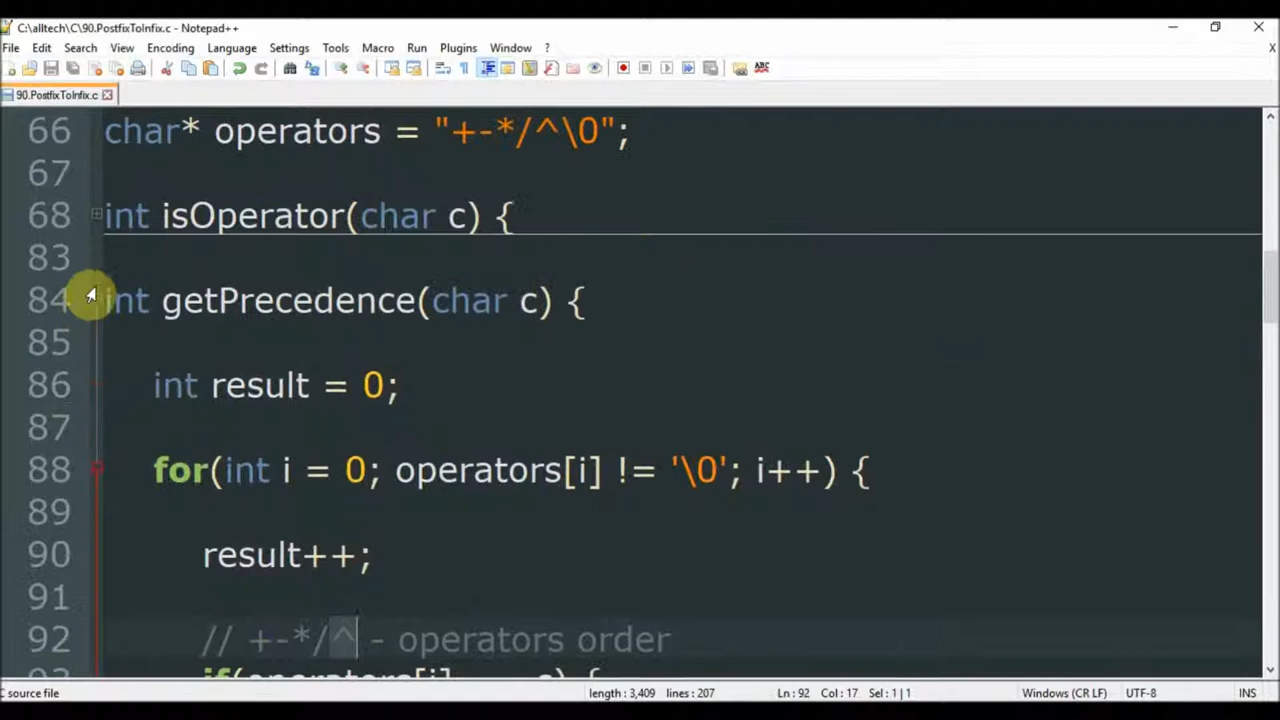 C:\alltech\C\90.PostfixToInfix.c - Notepad++
File Edit Search View Encoding Language Settings Tools Macro Run Plugins Window ? X
90.PostfixToInfix.c
66 char* operators = "+-*/^\0";
67
68 int isOperator(char c) {
83
84 int getPrecedence(char c) {
85
86 int result = 0;
87
88 for(int i = 0; operators[i] != '\0'; i++) {
89
90 result++;
91
92 // +-*/^ - operators order
93 if(operators[i] c) {
C source file length : 3,409 lines : 207 Ln : 92 Col : 17 Sel : 1 | 1 Windows (CR LF) UTF-8 INS